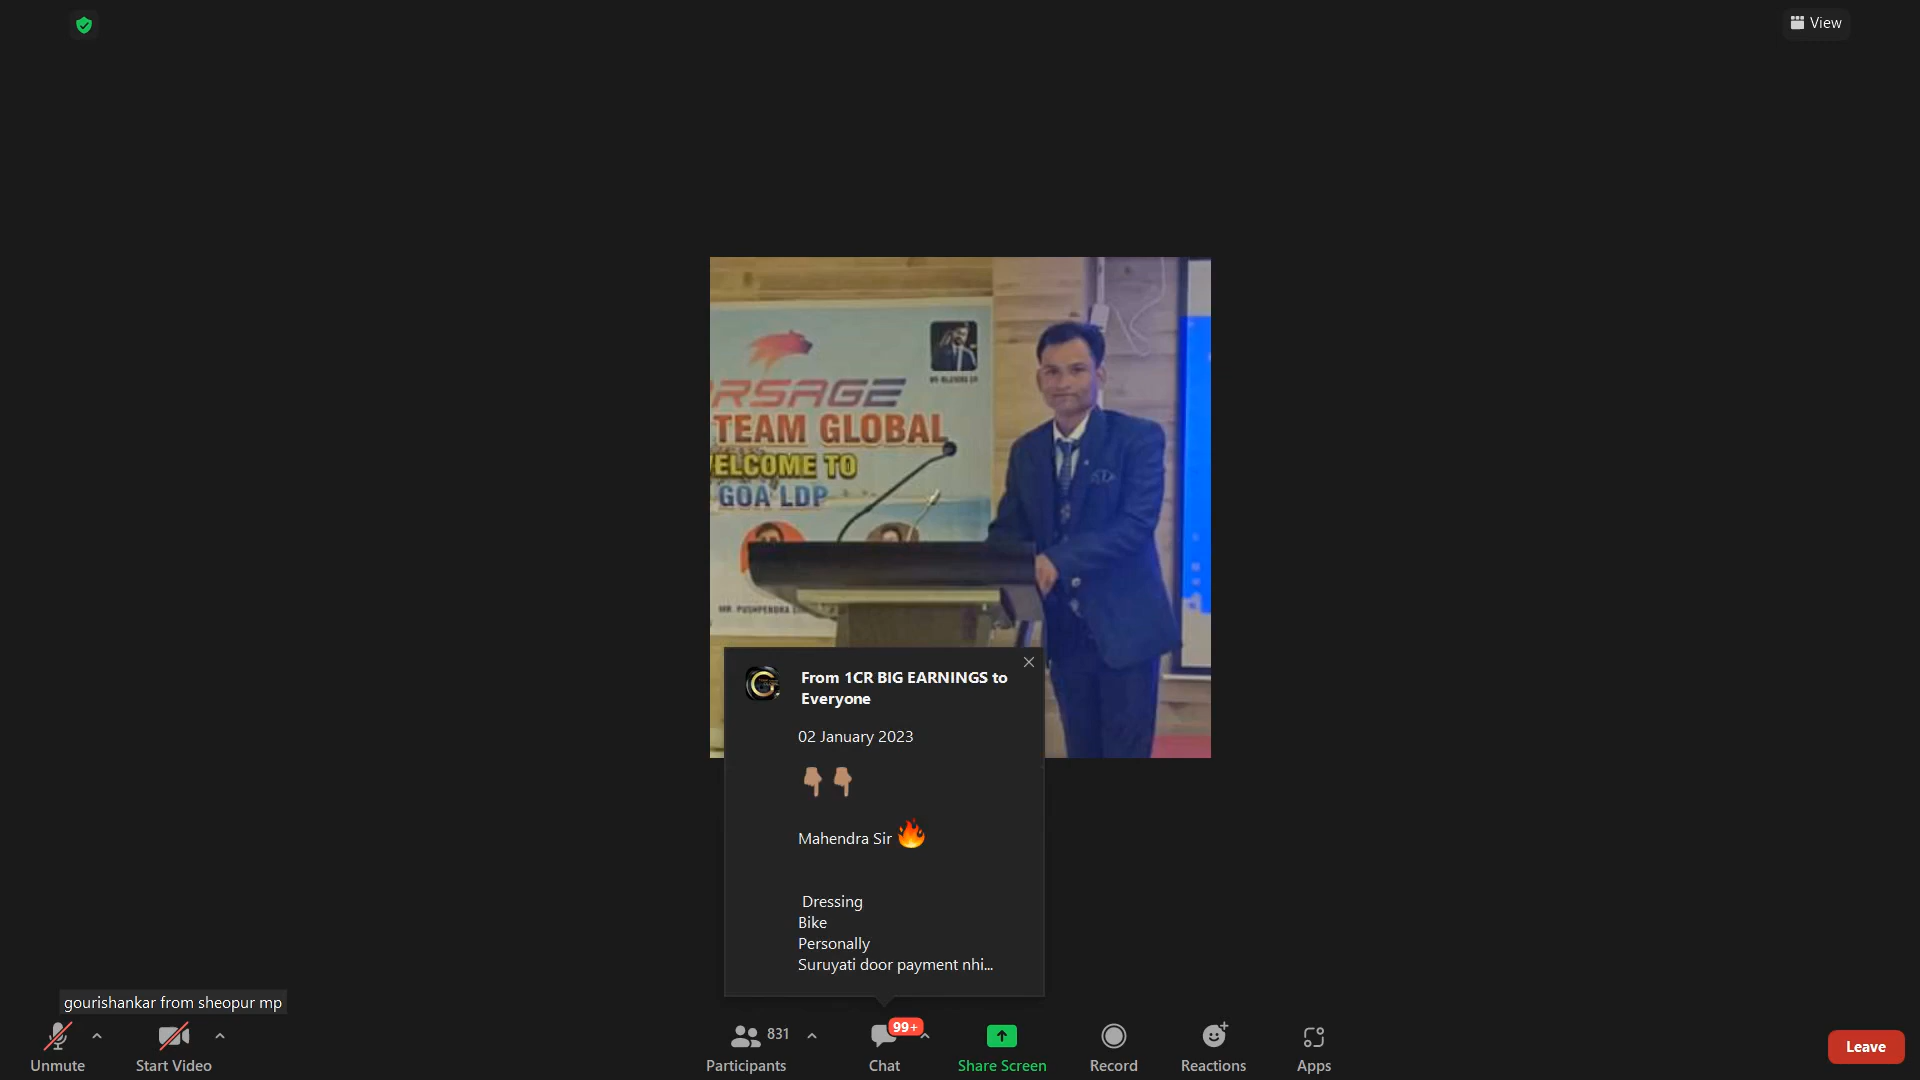 View
RSAGE
TEAM GLOBAL
ELCOME TO
GOA LDP
MR. PUSHPENDRA
From 1CR BIG EARNINGS to
Everyone
02 January 2023
👇🏽👇🏽
Mahendra Sir 🔥
Dressing
Bike
Personally
Suruyati door payment nhi...
gourishankar from sheopur mp
831
99+
Unmute
Start Video
Participants
Chat
Share Screen
Record
Reactions
Apps
Leave